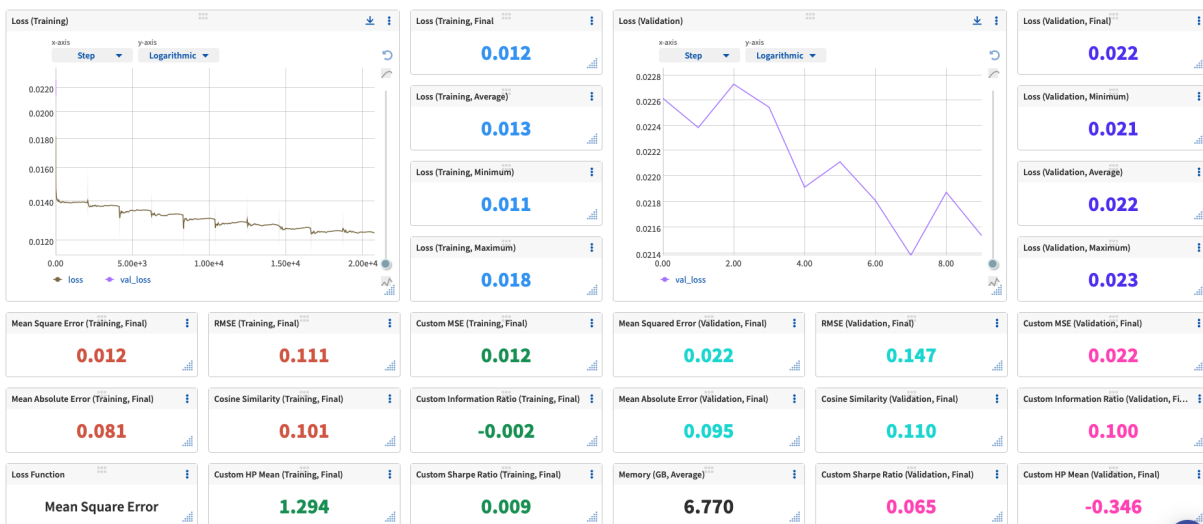 Loss (Training)
x-axis
y-axis
Step
Logarithmic
0.0220
0.0200
0.0180
0.0160
0.0140
0.0120
0.00
5.00e+3
1.00e+4
1.50e+4
2.00e+4
loss
val_loss
Loss (Training, Final
0.012
Loss (Training, Average)
0.013
Loss (Training, Minimum)
0.011
Loss (Training, Maximum)
0.018
Loss (Validation)
x-axis
y-axis
Step
Logarithmic
0.0228
0.0226
0.0224
0.0222
0.0220
0.0218
0.0216
0.0214
0.00
2.00
4.00
6.00
8.00
val_loss
Loss (Validation, Final)
0.022
Loss (Validation, Minimum)
0.021
Loss (Validation, Average)
0.022
Loss (Validation, Maximum)
0.023
Mean Square Error (Training, Final)
0.012
RMSE (Training, Final)
0.111
Custom MSE (Training, Final)
0.012
Mean Squared Error (Validation, Final)
0.022
RMSE (Validation, Final)
0.147
Custom MSE (Validation, Final)
0.022
Mean Absolute Error (Training, Final)
0.081
Cosine Similarity (Training, Final)
0.101
Custom Information Ratio (Training, Final)
-0.002
Mean Absolute Error (Validation, Final)
0.095
Cosine Similarity (Validation, Final)
0.110
Custom Information Ratio (Validation, Fi...
0.100
Loss Function
Mean Square Error
Custom HP Mean (Training, Final)
1.294
Custom Sharpe Ratio (Training, Final)
0.009
Memory (GB, Average)
6.770
Custom Sharpe Ratio (Validation, Final)
0.065
Custom HP Mean (Validation, Final)
-0.346